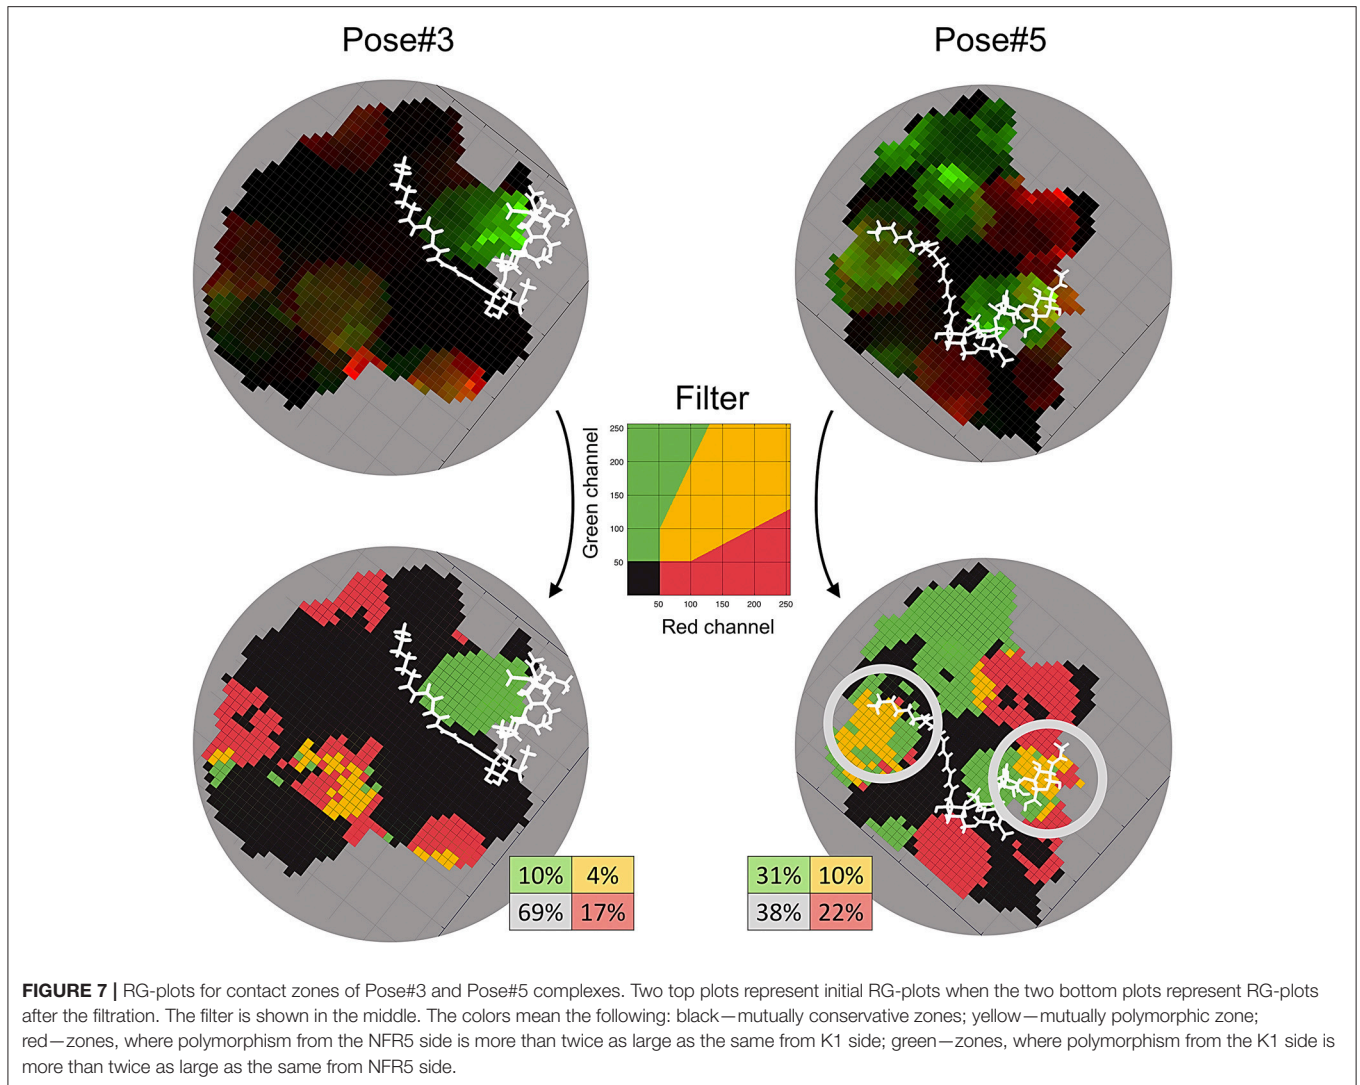 Pose#3
Pose#5
Filter
Green channel
250
200
150
100
50
50
100
150
200
250
Red channel
10% 4%
69% 17%
31% 10%
38% 22%
FIGURE 7 | RG-plots for contact zones of Pose#3 and Pose#5 complexes. Two top plots represent initial RG-plots when the two bottom plots represent RG-plots
after the filtration. The filter is shown in the middle. The colors mean the following: black—mutually conservative zones; yellow—mutually polymorphic zone;
red—zones, where polymorphism from the NFR5 side is more than twice as large as the same from K1 side; green—zones, where polymorphism from the K1 side is
more than twice as large as the same from NFR5 side.